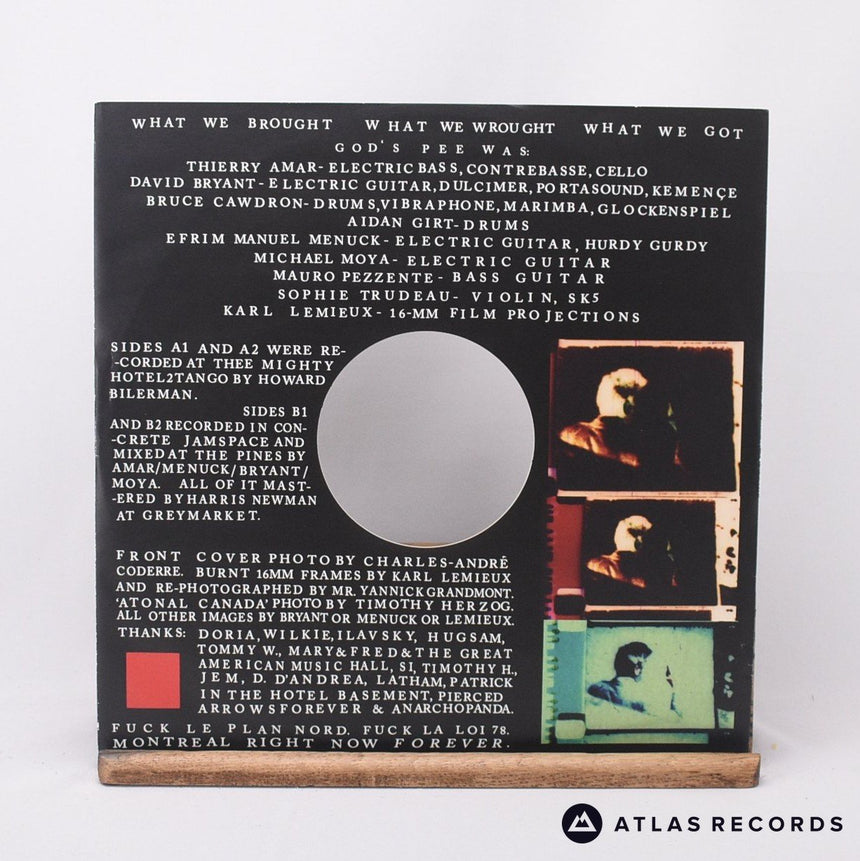 WHAT WE BROUGHT WHAT WE WROUGHT WHAT WE GOT
GOD'S PEE WAS:
THIERRY AMAR- ELECTRIC BASS, CONTREBASSE, CELLO
DAVID BRYANT- ELECTRIC GUITAR, DULCIMER, PORTASOUND, KEMENÇE
BRUCE CAWDRON- DRUMS, VIBRAPHONE, MARIMBA, GLOCKENSPIEL
AIDAN GIRT- DRUMS
EFRIM MANUEL MENUCK- ELECTRIC GUITAR, HURDY GURDY
MICHAEL MOYA- ELECTRIC GUITAR
MAURO PEZZENTE- BASS GUITAR
SOPHIE TRUDEAU- VIOLIN, SK5
KARL LEMIEUX- 16-MM FILM PROJECTIONS
SIDES A1 AND A2 WERE RE-
-CORDED AT THEE MIGHTY
HOTEL2TANGO BY HOWARD
BILERMAN.
SIDES B1
AND B2 RECORDED IN CON-
-CRETE JAMSPACE AND
MIXED AT THE PINES BY
AMAR/MENUCK/BRYANT/
MOYA. ALL OF IT MAST-
-ERED BY HARRIS NEWMAN
AT GREYMARKET.
FRONT COVER PHOTO BY CHARLES-ANDRÉ
CODERRE. BURNT 16MM FRAMES BY KARL LEMIEUX
AND RE-PHOTOGRAPHED BY MR. YANNICK GRANDMONT.
'ATONAL CANADA' PHOTO BY TIMOTHY HERZOG.
ALL OTHER IMAGES BY BRYANT OR MENUCK OR LEMIEUX.
THANKS: DORIA, WILKIE, ILAVSKY, HUGSAM,
TOMMY W., MARY & FRED & THE GREAT
AMERICAN MUSIC HALL, SI, TIMOTHY H.,
JEM, D. D'ANDREA, LATHAM, PATRICK
IN THE HOTEL BASEMENT, PIERCED
ARROWS FOREVER & ANARCHOPANDA.
FUCK LE PLAN NORD. FUCK LA LOI 78.
MONTREAL RIGHT NOW FOREVER.
ATLAS RECORDS